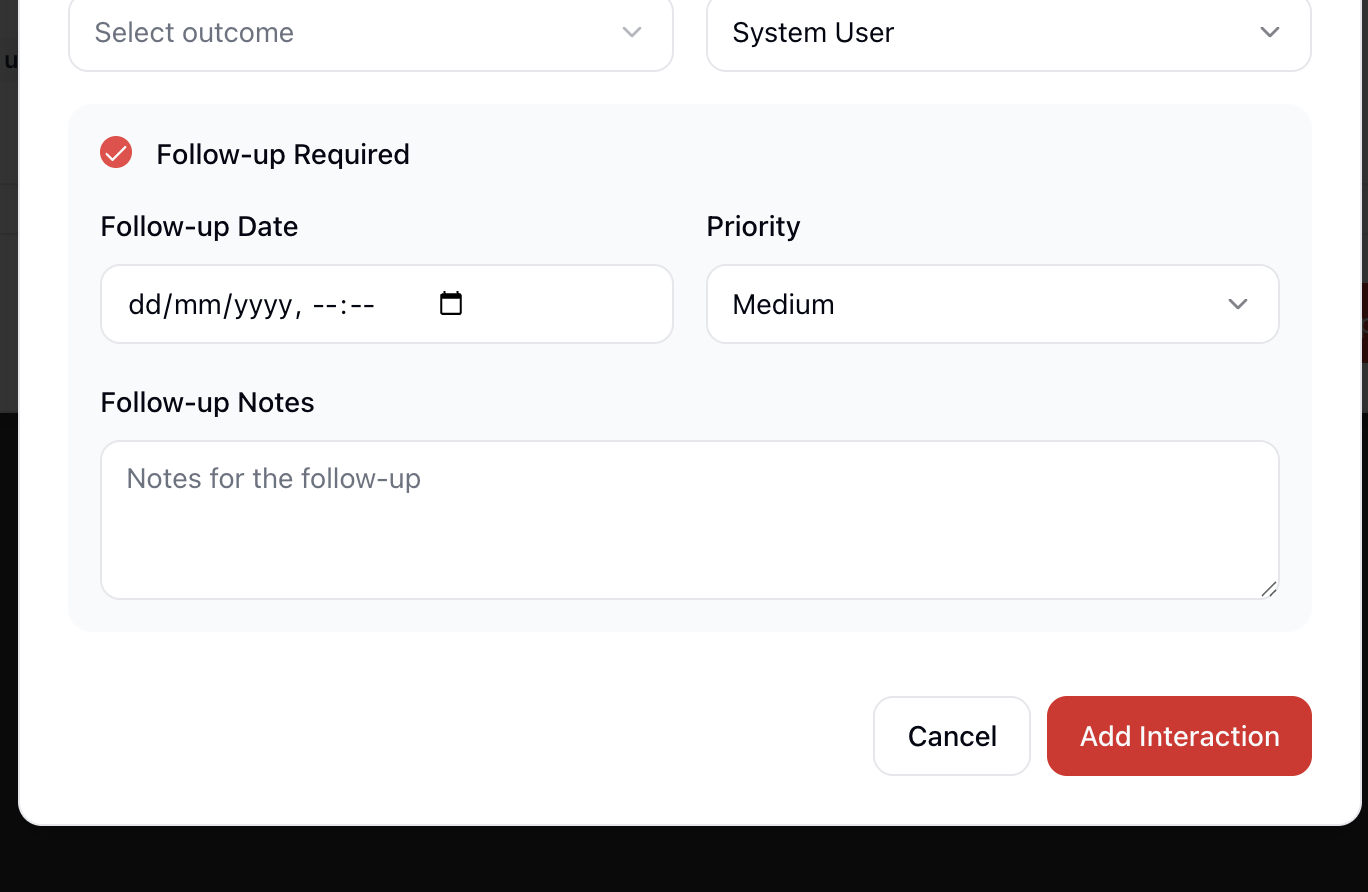 Select outcome
System User
Follow-up Required
Follow-up Date
Priority
dd/mm/yyyy, --:--
Medium
Follow-up Notes
Notes for the follow-up
Cancel
Add Interaction